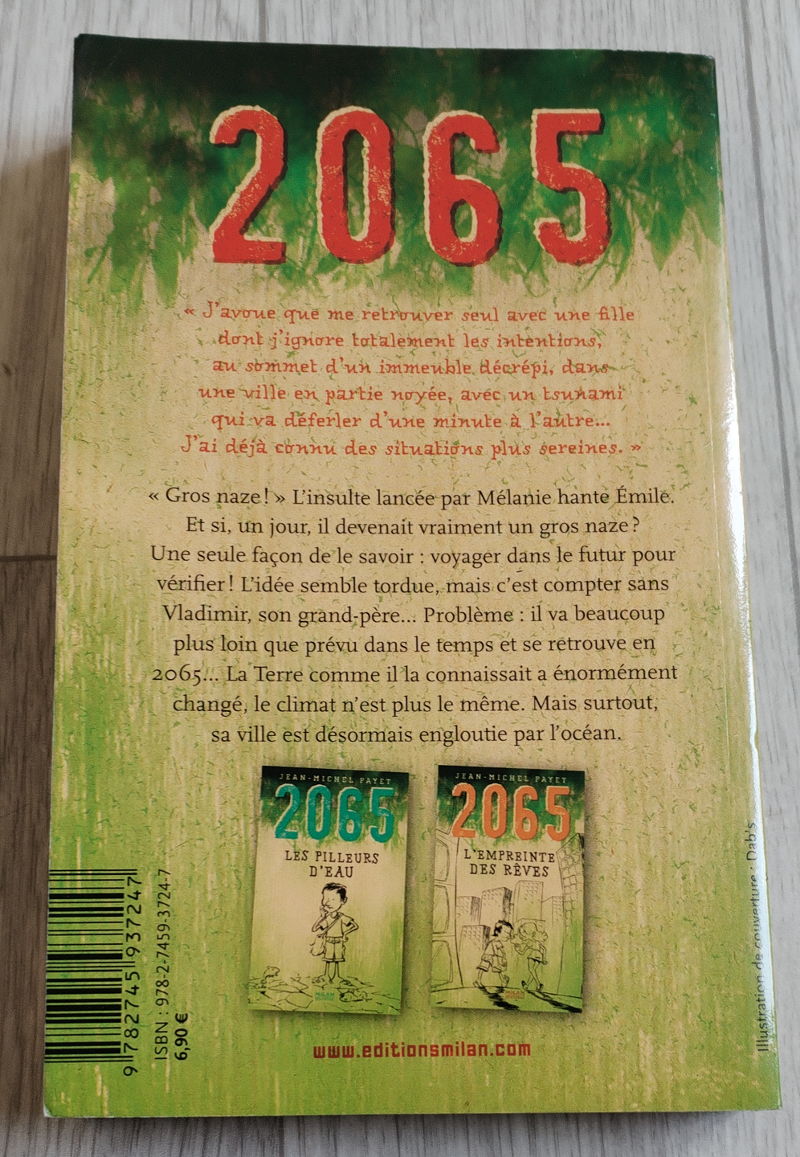 2065
« J'avoue que me retrouver seul avec une fille
dont j'ignore totalement les intentions,
au sommet d'un immeuble décrépi, dans
une ville en partie noyée, avec un tsunami
qui va déferler d'une minute à l'autre...
J'ai déjà connu des situations plus sereines. »
« Gros naze ! » L'insulte lancée par Mélanie hante Émile.
Et si, un jour, il devenait vraiment un gros naze ?
Une seule façon de le savoir : voyager dans le futur pour
vérifier ! L'idée semble tordue, mais c'est compter sans
Vladimir, son grand-père... Problème : il va beaucoup
plus loin que prévu dans le temps et se retrouve en
2065... La Terre comme il la connaissait a énormément
changé, le climat n'est plus le même. Mais surtout,
sa ville est désormais engloutie par l'océan.
JEAN-MICHEL PAYET
2065
LES PILLEURS
D'EAU
MILAN
JEAN-MICHEL PAYET
2065
L'EMPREINTE
DES RÊVES
MILAN
9 782745 937247
ISBN : 978-2-7459-3724-7
6,90 €
www.editionsmilan.com
Illustration de couverture : Dab's